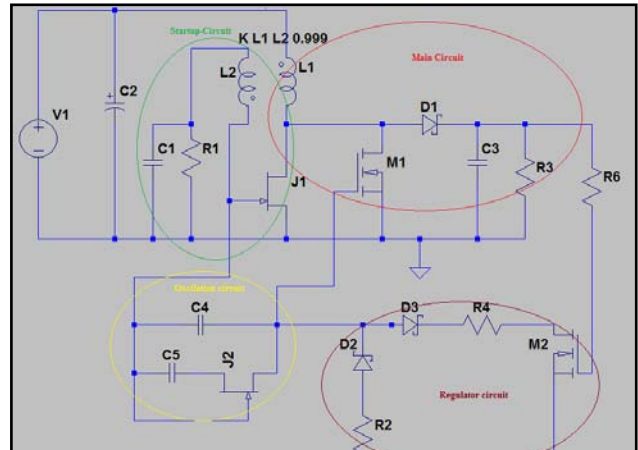 Startup-Circuit
K L1 L2 0.999
Main Circuit
L2
L1
C2
V1
D1
C1
R1
M1
C3
R3
R6
J1
Oscilation circuit
C4
C5
J2
D3
R4
D2
M2
R2
Regulator circuit